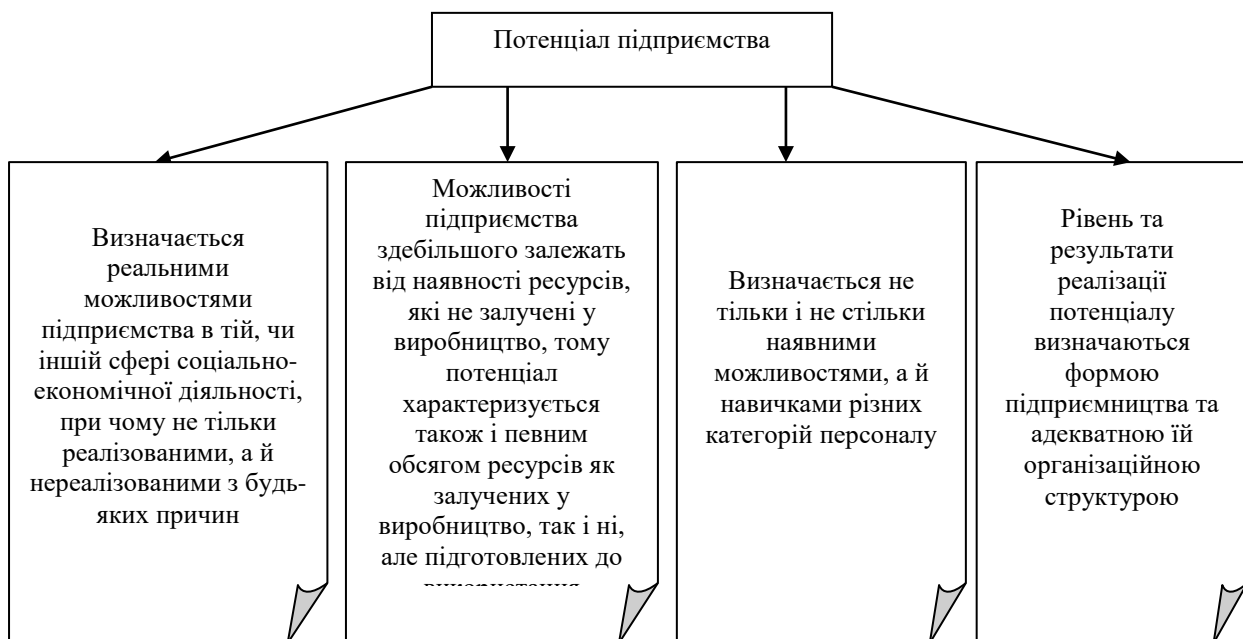 Потенціал підприємства
Визначається
реальними
можливостями
підприємства в тій, чи
іншій сфері соціально-
економічної діяльності,
при чому не тільки
реалізованими, а й
нереалізованими з будь-
яких причин
Можливості
підприємства
здебільшого залежать
від наявності ресурсів,
які не залучені у
виробництво, тому
потенціал
характеризується
також і певним
обсягом ресурсів як
залучених у
виробництво, так і ні,
але підготовлених до
Визначається не
тільки і не стільки
наявними
можливостями, а й
навичками різних
категорій персоналу
Рівень та
результати
реалізації
потенціалу
визначаються
формою
підприємництва та
адекватною їй
організаційною
структурою